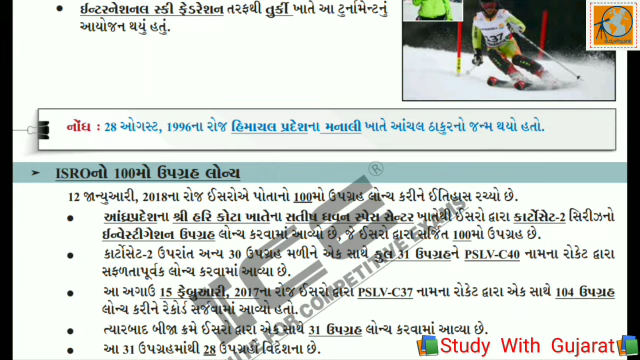 ઇન્ટરનેશનલ સ્કી ફેડરેશન તરફથી તુર્કી ખાતે આ ટુર્નામેન્ટનું
આયોજન થયું હતું.
નોંધ : 28 ઓગસ્ટ, 1996ના રોજ હિમાચલ પ્રદેશના મનાલી ખાતે આંચલ ઠાકુરનો જન્મ થયો હતો.
ISROનો 100મો ઉપગ્રહ લોન્ચ
12 જાન્યુઆરી, 2018ના રોજ ઈસરોએ પોતાનો 100મો ઉપગ્રહ લોન્ચ કરીને ઈતિહાસ રચ્યો છે.
આંધ્રપ્રદેશના શ્રી હરિ કોટા ખાતેના સતીષ ધવન સ્પેસ સેન્ટર ખાતેથી ઈસરો દ્વારા કાર્ટોસેટ-2 સિરીઝનો
ઈન્વેસ્ટીગેશન ઉપગ્રહ લોન્ચ કરવામાં આવ્યો છે, જે ઈસરો દ્વારા સર્જિત 100મો ઉપગ્રહ છે.
કાર્ટોસેટ-2 ઉપરાંત અન્ય 30 ઉપગ્રહ મળીને એક સાથે કુલ 31 ઉપગ્રહને PSLV-C40 નામના રોકેટ દ્વારા
સફળતાપૂર્વક લોન્ચ કરવામાં આવ્યા છે.
આ અગાઉ 15 ફેબ્રુઆરી, 2017ના રોજ ઈસરો દ્વારા PSLV-C37 નામના રોકેટ દ્વારા એક સાથે 104 ઉપગ્રહ
લોન્ચ કરીને રેકોર્ડ સર્જવામાં આવ્યો હતો.
ત્યારબાદ બીજા ક્રમે ઈસરો દ્વારા એક સાથે 31 ઉપગ્રહ લોન્ચ કરવામાં આવ્યા છે.
આ 31 ઉપગ્રહમાંથી 28 ઉપગ્રહો વિદેશના છે.
ICE
FOR COMPETITIVE EXAMS
Study With Gujarat